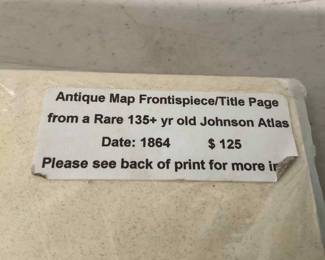 Antique Map Frontispiece/Title Page
from a Rare 135+ yr old Johnson Atlas
Date: 1864 $ 125
Please see back of print for more